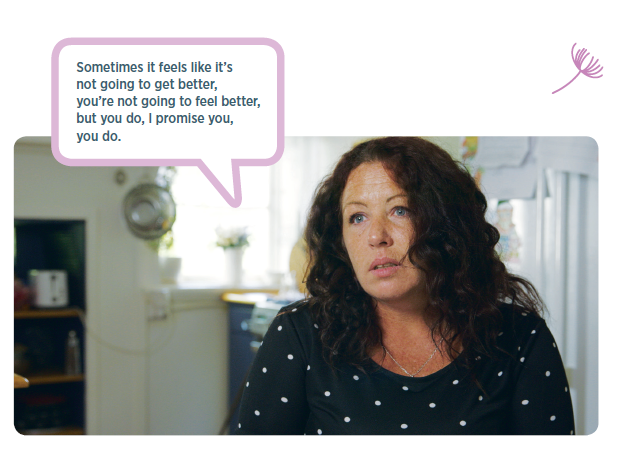 Sometimes it feels like it's
not going to get better,
you're not going to feel better,
but you do, I promise you,
you do.